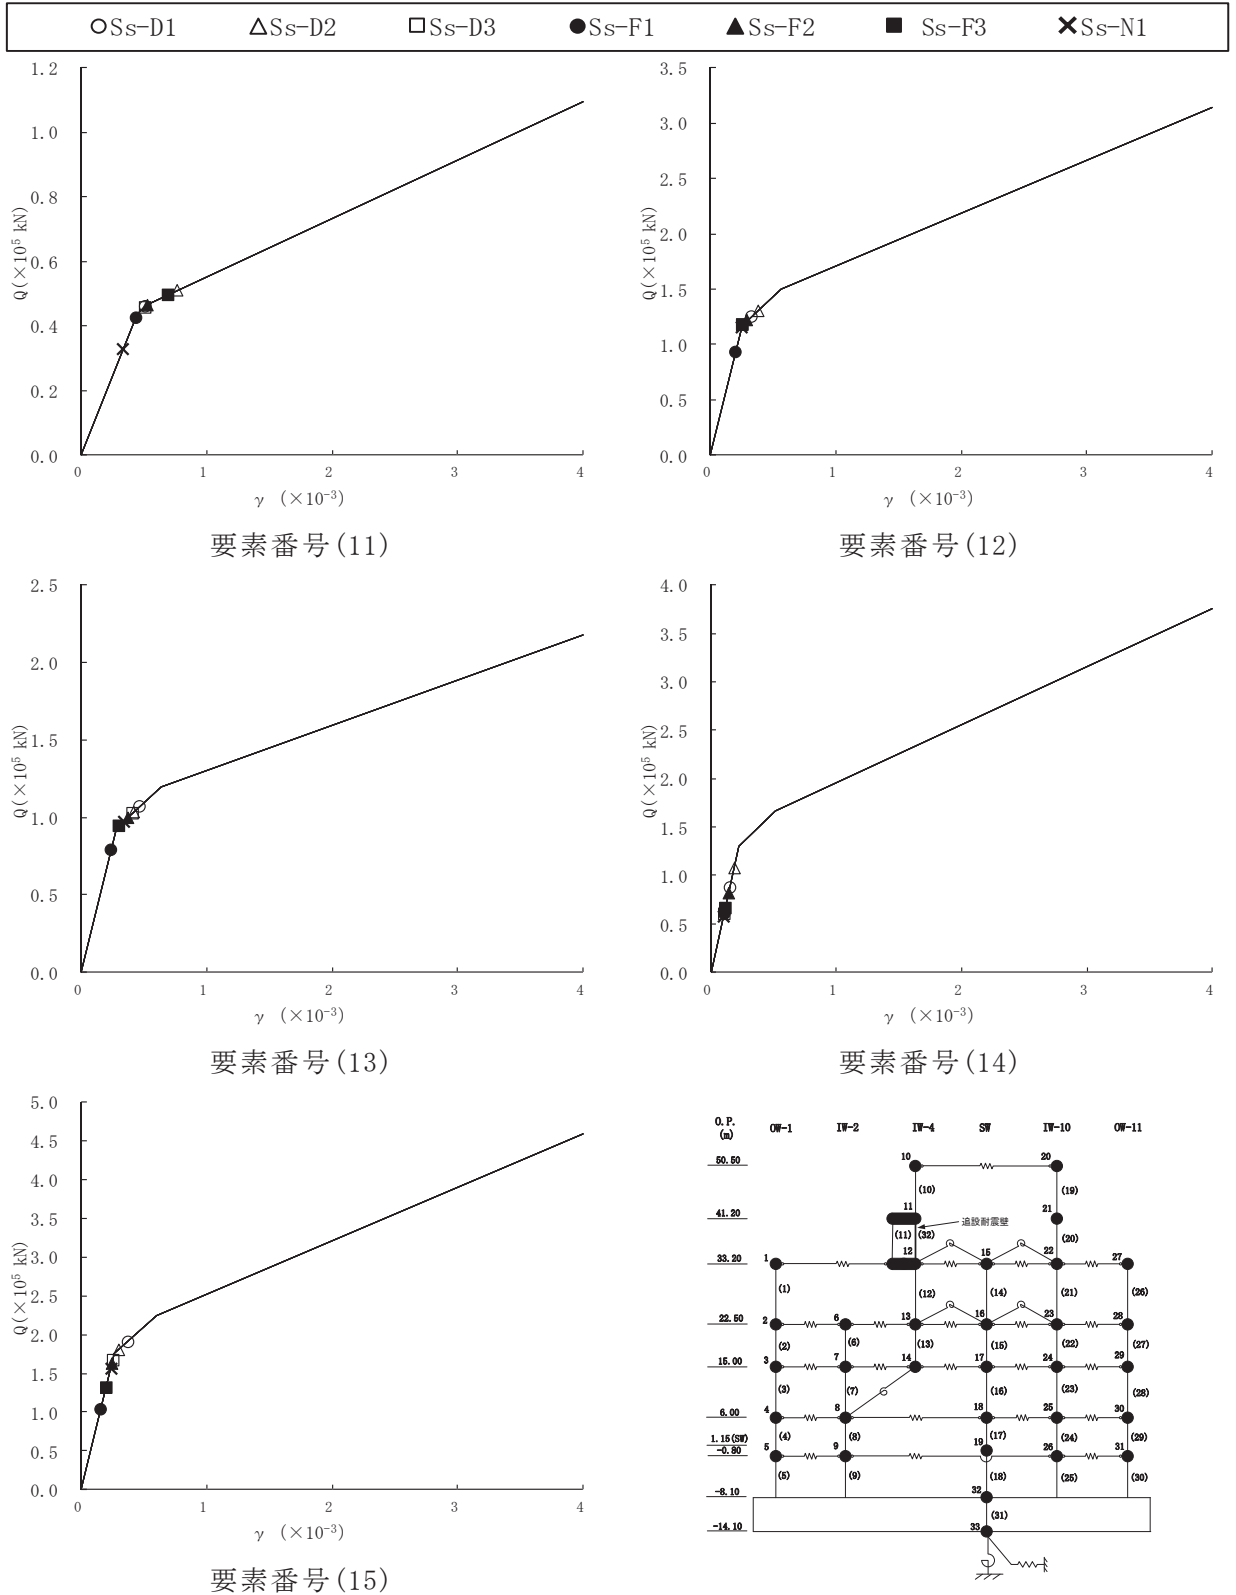 ○Ss-D1 △Ss-D2 □Ss-D3 ●Ss-F1 ▲Ss-F2 ■ Ss-F3 ×Ss-N1
1.2
1.0
0.8
0.6
0.4
0.2
0.0
Q(×10⁵ kN)
0 1 2 3 4
γ (×10⁻³)
要素番号(11)
3.5
3.0
2.5
2.0
1.5
1.0
0.5
0.0
Q(×10⁵ kN)
0 1 2 3 4
γ (×10⁻³)
要素番号(12)
2.5
2.0
1.5
1.0
0.5
0.0
Q(×10⁵ kN)
0 1 2 3 4
γ (×10⁻³)
要素番号(13)
4.0
3.5
3.0
2.5
2.0
1.5
1.0
0.5
0.0
Q(×10⁵ kN)
0 1 2 3 4
γ (×10⁻³)
要素番号(14)
5.0
4.5
4.0
3.5
3.0
2.5
2.0
1.5
1.0
0.5
0.0
Q(×10⁵ kN)
0 1 2 3 4
γ (×10⁻³)
要素番号(15)
O.P.
(m)
OW-1 IW-2 IW-4 SW IW-10 OW-11
50.50 10 20
(10) (19)
41.20 11 21
追設耐震壁
(11) (32) (20)
33.20 1 12 15 22 27
(1) (12) (14) (21) (26)
22.50 2 6 13 16 23 28
(2) (6) (13) (15) (22) (27)
15.00 3 7 14 17 24 29
(3) (7) (16) (23) (28)
6.00 4 8 18 25 30
(4) (8) (17) (24) (29)
1.15(SW) 19
-0.80 5 9 26 31
(5) (9) (18) (25) (30)
-8.10 32
(31)
-14.10 33